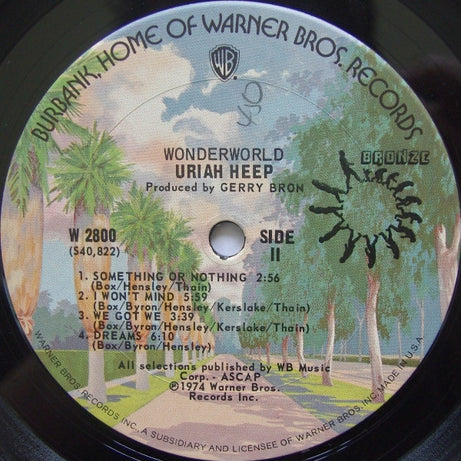 BURBANK, HOME OF WARNER BROS. RECORDS
WB
WONDERWORLD
URIAH HEEP
Produced by GERRY BRON
BRONZE
W 2800
(S40,822)
SIDE
II
1. SOMETHING OR NOTHING 2:56
(Box/Hensley/Thain)
2. I WON'T MIND 5:59
(Box/Byron/Hensley/Kerslake/Thain)
3. WE GOT WE 3:39
(Box/Byron/Hensley/Kerslake/Thain)
4. DREAMS 6:10
(Box/Byron/Hensley)
All selections published by WB Music
Corp. - ASCAP
℗1974 Warner Bros.
Records Inc.
WARNER BROS. RECORDS INC., A SUBSIDIARY AND LICENSEE OF WARNER BROS. INC. MADE IN U.S.A.